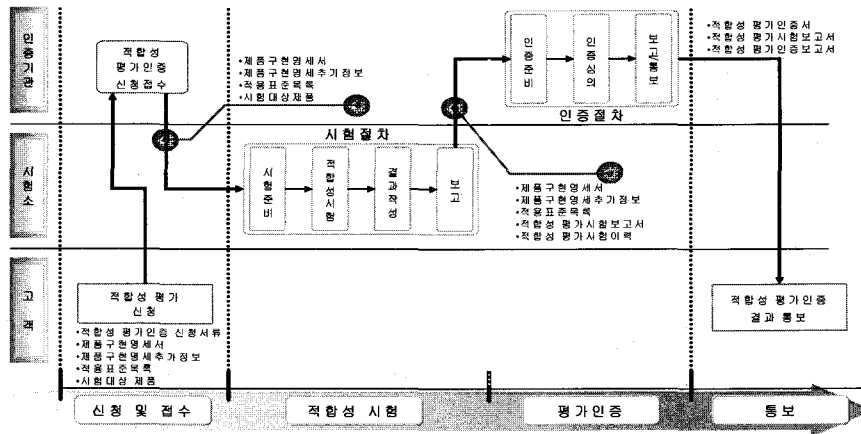 인증기관
적합성
평가인증
신청접수
•제품구현명세서
•제품구현명세추가정보
•적용표준목록
•시험대상제품
인증준비
인증심의
보고/통보
인증절차
•적합성 평가인증서
•적합성 평가시험보고서
•적합성 평가인증보고서
시험소
시험절차
시험준비
적합성시험
결과작성
보고
•제품구현명세서
•제품구현명세추가정보
•적용표준목록
•적합성 평가시험보고서
•적합성 평가시험이력
고객
적합성 평가
신청
•적합성 평가인증 신청서류
•제품구현명세서
•제품구현명세추가정보
•적용표준목록
•시험대상 제품
적합성 평가인증
결과 통보
신청 및 접수
적합성 시험
평가인증
통보